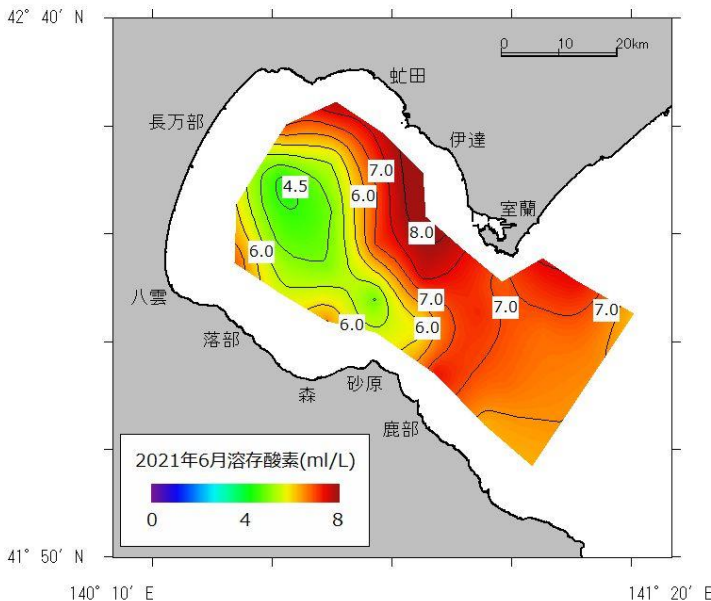 42° 40′ N
0 10 20km
虻田
長万部
伊達
7.0
4.5
6.0
室蘭
8.0
6.0
八雲
7.0
7.0
7.0
6.0
6.0
落部
砂原
森
鹿部
2021年6月溶存酸素(ml/L)
0 4 8
41° 50′ N
140° 10′ E
141° 20′ E